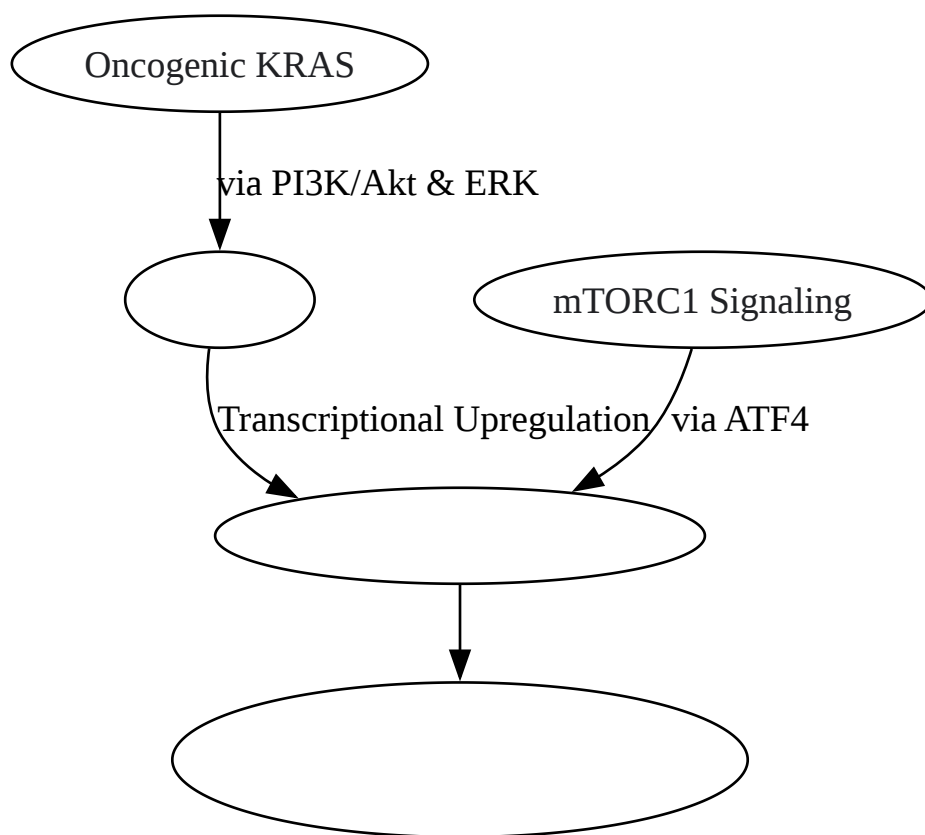 Oncogenic KRAS
via PI3K/Akt & ERK
mTORC1 Signaling
Transcriptional Upregulation
via ATF4